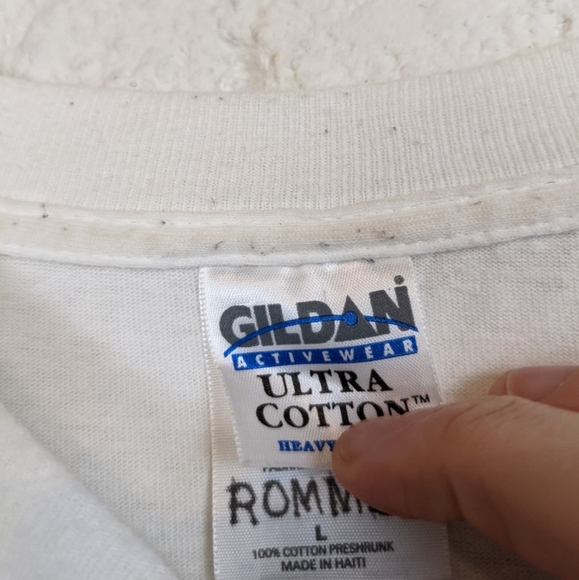 GILDAN
ACTIVEWEAR
ULTRA
COTTON™
L
100% COTTON PRESHRUNK
MADE IN HAITI